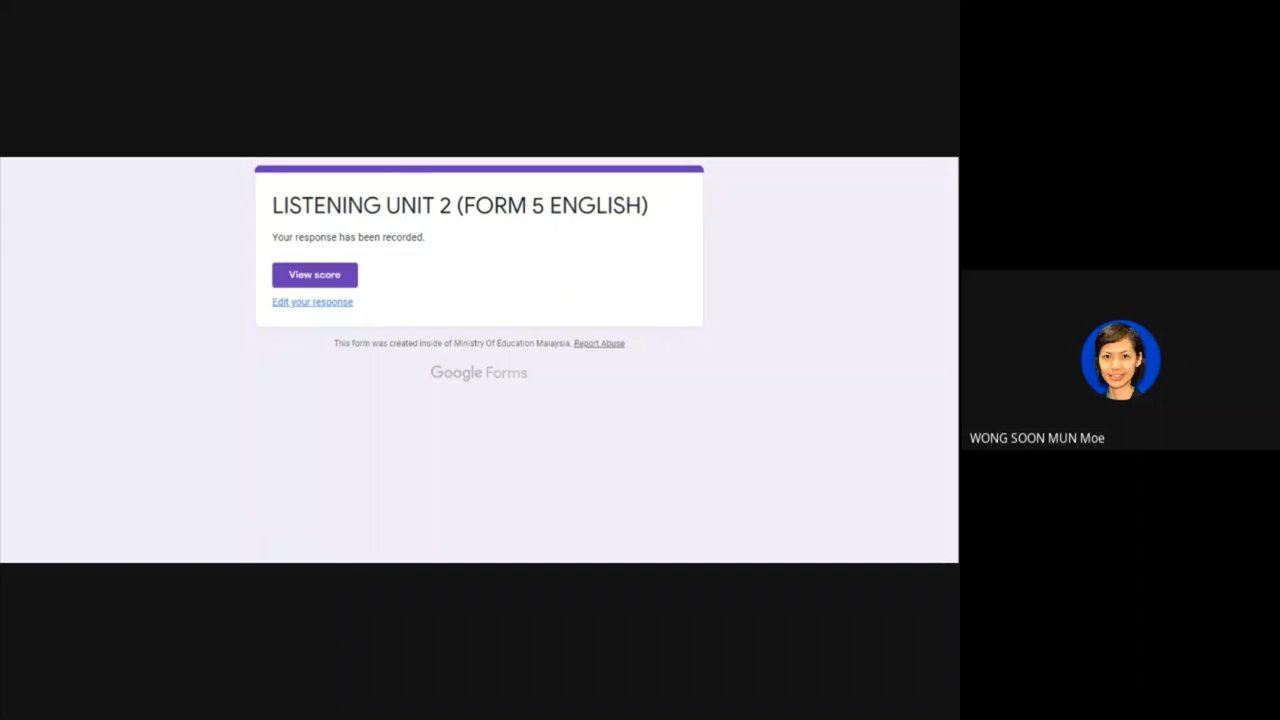 LISTENING UNIT 2 (FORM 5 ENGLISH)
Your response has been recorded.
View score
Edit your response
This form was created inside of Ministry Of Education Malaysia. Report Abuse
Google Forms
WONG SOON MUN Moe